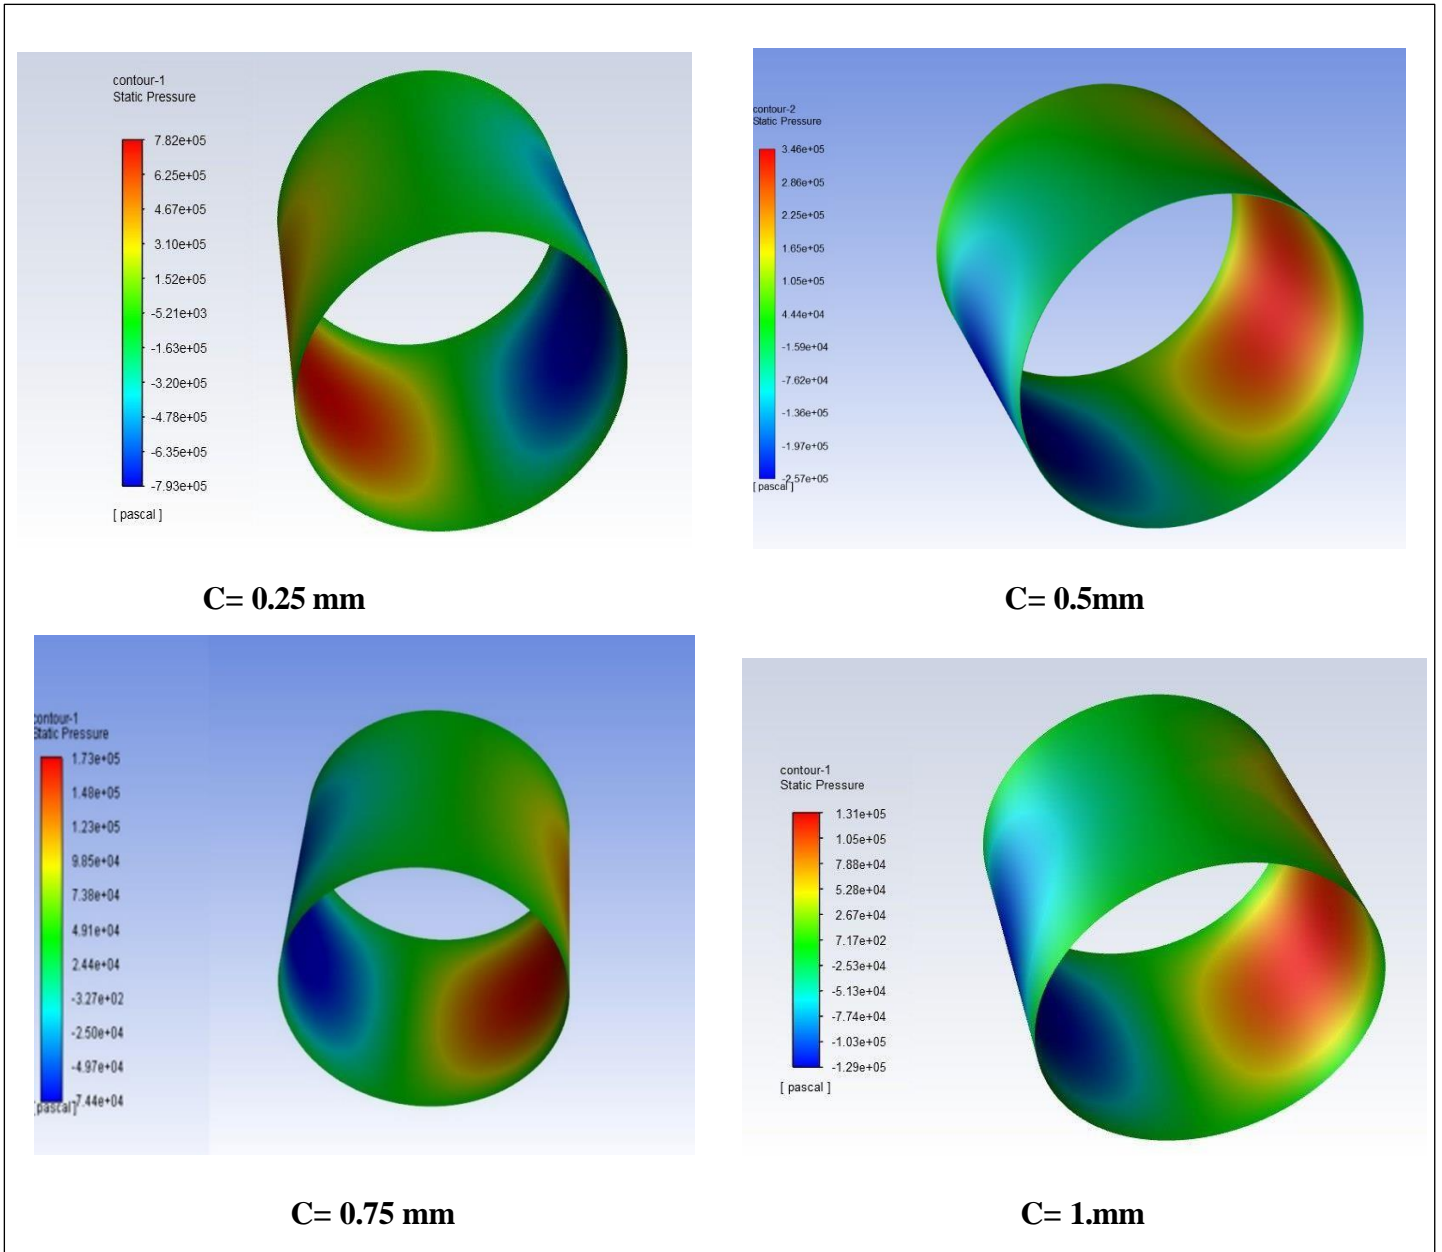 contour-1
Static Pressure
7.82e+05
6.25e+05
4.67e+05
3.10e+05
1.52e+05
-5.21e+03
-1.63e+05
-3.20e+05
-4.78e+05
-6.35e+05
-7.93e+05
[ pascal ]
C= 0.25 mm
contour-2
Static Pressure
3.46e+05
2.86e+05
2.25e+05
1.65e+05
1.05e+05
4.44e+04
-1.59e+04
-7.62e+04
-1.36e+05
-1.97e+05
-2.57e+05
[ pascal ]
C= 0.5mm
contour-1
Static Pressure
1.73e+05
1.48e+05
1.23e+05
9.85e+04
7.38e+04
4.91e+04
2.44e+04
-3.27e+02
-2.50e+04
-4.97e+04
-7.44e+04
[pascal]
C= 0.75 mm
contour-1
Static Pressure
1.31e+05
1.05e+05
7.88e+04
5.28e+04
2.67e+04
7.17e+02
-2.53e+04
-5.13e+04
-7.74e+04
-1.03e+05
-1.29e+05
[ pascal ]
C= 1.mm